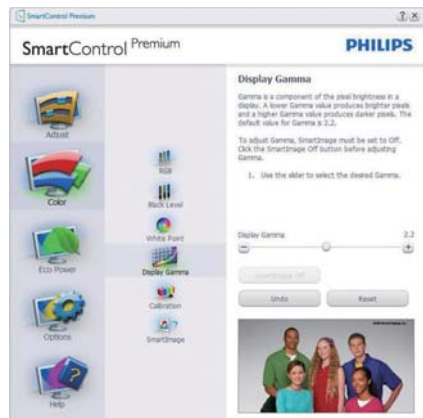 SmartControl Premium
SmartControl Premium
PHILIPS
Adjust
Color
Eco Power
Options
Help
RGB
Black Level
White Point
Display Gamma
Calibration
SmartImage
Display Gamma
Gamma is a component of the pixel brightness in a
display. A lower Gamma value produces brighter pixels
and a higher Gamma value produces darker pixels. The
default value for Gamma is 2.2.
To adjust Gamma, SmartImage must be set to Off.
Click the SmartImage Off button before adjusting
Gamma.
1. Use the slider to select the desired Gamma.
Display Gamma 2.2
SmartImage Off
Undo Reset